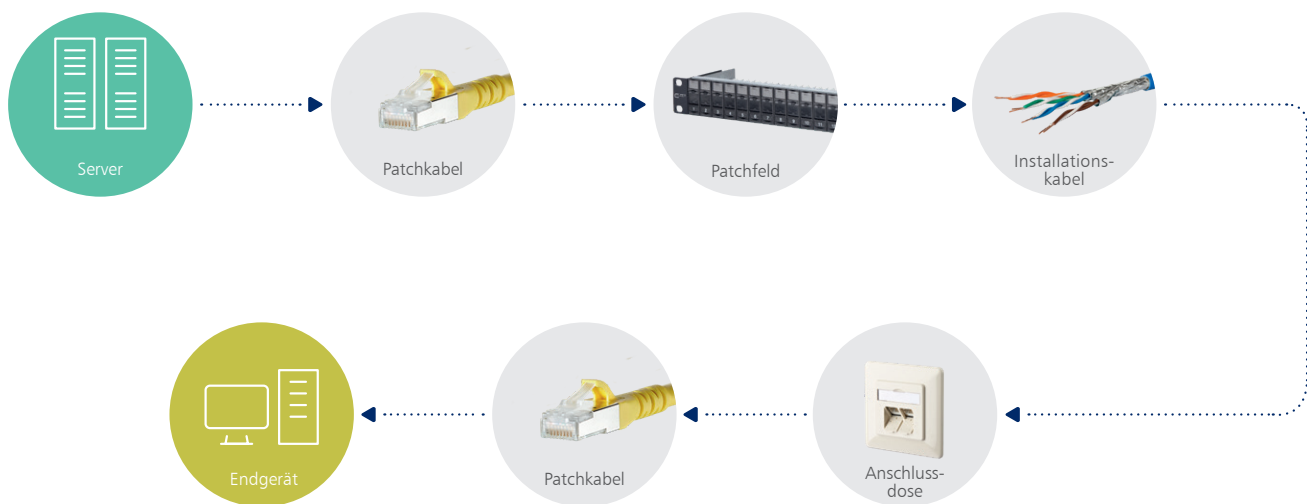 Server
Patchkabel
Patchfeld
Installations-
kabel
Endgerät
Patchkabel
Anschluss-
dose